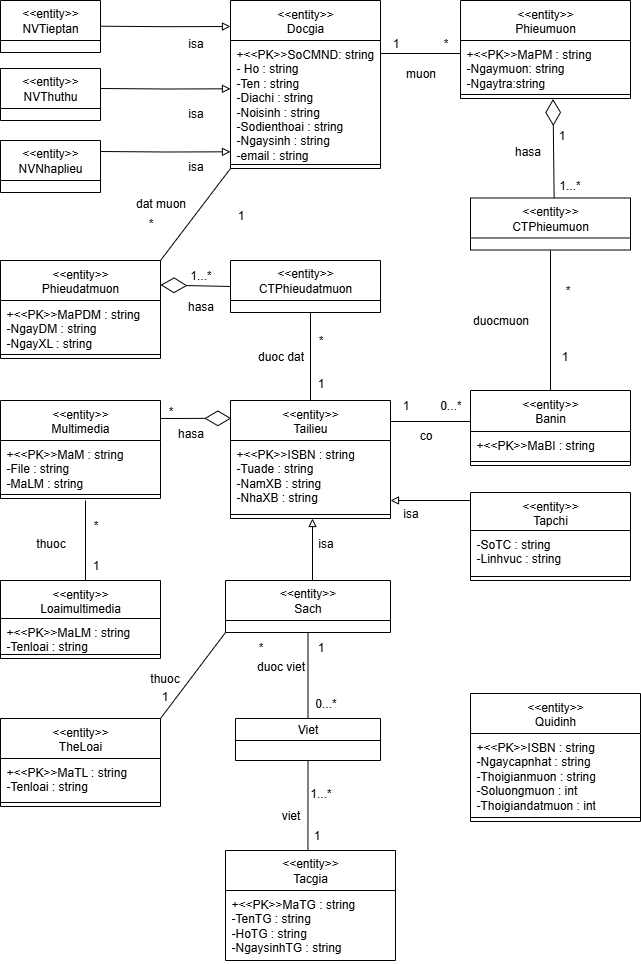 <<entity>>
NVTieptan
isa
<<entity>>
NVThuthu
isa
<<entity>>
NVNhaplieu
isa
<<entity>>
Docgia
+<<PK>>SoCMND: string
- Ho : string
-Ten : string
-Diachi : string
-Noisinh : string
-Sodienthoai : string
-Ngaysinh : string
-email : string
1
*
muon
<<entity>>
Phieumuon
+<<PK>>MaPM : string
-Ngaymuon: string
-Ngaytra:string
1
hasa
1...*
<<entity>>
CTPhieumuon
dat muon
*
1
<<entity>>
Phieudatmuon
+<<PK>>MaPDM : string
-NgayDM : string
-NgayXL : string
1...*
hasa
<<entity>>
CTPhieudatmuon
*
duoc dat
1
*
duocmuon
1
<<entity>>
Multimedia
+<<PK>>MaM : string
-File : string
-MaLM : string
*
hasa
<<entity>>
Tailieu
+<<PK>>ISBN : string
-Tuade : string
-NamXB : string
-NhaXB : string
1
0...*
co
<<entity>>
Banin
+<<PK>>MaBI : string
isa
<<entity>>
Tapchi
-SoTC : string
-Linhvuc : string
*
thuoc
1
isa
<<entity>>
Loaimultimedia
+<<PK>>MaLM : string
-Tenloai : string
<<entity>>
Sach
*
thuoc
1
1
duoc viet
0...*
<<entity>>
TheLoai
+<<PK>>MaTL : string
-Tenloai : string
Viet
1...*
viet
1
<<entity>>
Quidinh
+<<PK>>ISBN : string
-Ngaycapnhat : string
-Thoigianmuon : string
-Soluongmuon : int
-Thoigiandatmuon : int
<<entity>>
Tacgia
+<<PK>>MaTG : string
-TenTG : string
-HoTG : string
-NgaysinhTG : string